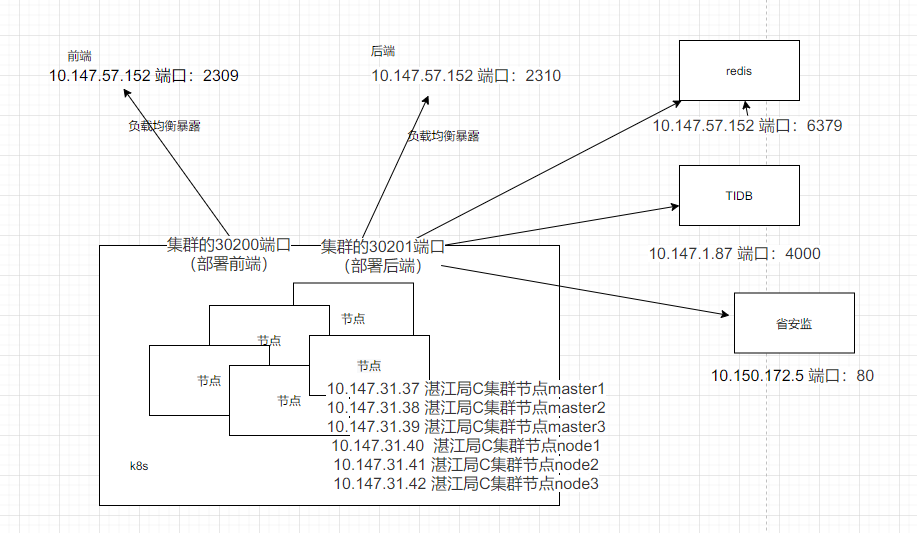 前端
10.147.57.152 端口：2309
后端
10.147.57.152 端口：2310
redis
10.147.57.152 端口：6379
负载均衡暴露
负载均衡暴露
TIDB
10.147.1.87 端口：4000
集群的30200端口
（部署前端）
集群的30201端口
（部署后端）
省安监
10.150.172.5 端口：80
节点
节点
节点
节点
节点
10.147.31.37 湛江局C集群节点master1
10.147.31.38 湛江局C集群节点master2
10.147.31.39 湛江局C集群节点master3
10.147.31.40 湛江局C集群节点node1
10.147.31.41 湛江局C集群节点node2
10.147.31.42 湛江局C集群节点node3
k8s